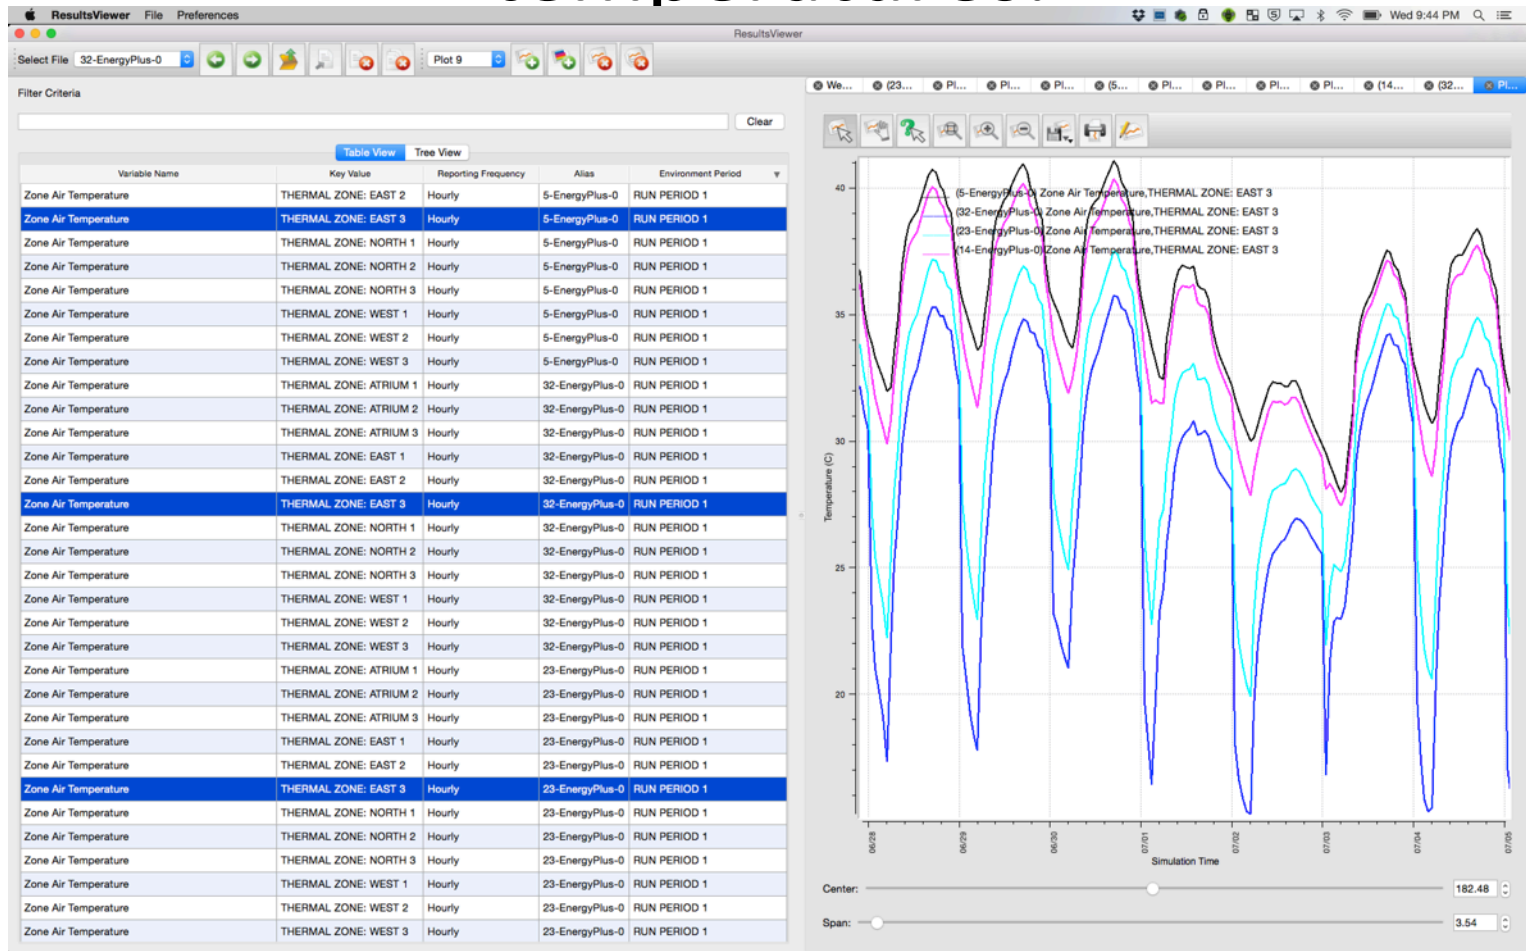 ResultsViewer File Preferences
Wed 9:44 PM
ResultsViewer
Select File 32-EnergyPlus-0 Plot 9
Filter Criteria
Clear
Table View Tree View
Variable Name Key Value Reporting Frequency Alias Environment Period
Zone Air Temperature THERMAL ZONE: EAST 2 Hourly 5-EnergyPlus-0 RUN PERIOD 1
Zone Air Temperature THERMAL ZONE: EAST 3 Hourly 5-EnergyPlus-0 RUN PERIOD 1
Zone Air Temperature THERMAL ZONE: NORTH 1 Hourly 5-EnergyPlus-0 RUN PERIOD 1
Zone Air Temperature THERMAL ZONE: NORTH 2 Hourly 5-EnergyPlus-0 RUN PERIOD 1
Zone Air Temperature THERMAL ZONE: NORTH 3 Hourly 5-EnergyPlus-0 RUN PERIOD 1
Zone Air Temperature THERMAL ZONE: WEST 1 Hourly 5-EnergyPlus-0 RUN PERIOD 1
Zone Air Temperature THERMAL ZONE: WEST 2 Hourly 5-EnergyPlus-0 RUN PERIOD 1
Zone Air Temperature THERMAL ZONE: WEST 3 Hourly 5-EnergyPlus-0 RUN PERIOD 1
Zone Air Temperature THERMAL ZONE: ATRIUM 1 Hourly 32-EnergyPlus-0 RUN PERIOD 1
Zone Air Temperature THERMAL ZONE: ATRIUM 2 Hourly 32-EnergyPlus-0 RUN PERIOD 1
Zone Air Temperature THERMAL ZONE: ATRIUM 3 Hourly 32-EnergyPlus-0 RUN PERIOD 1
Zone Air Temperature THERMAL ZONE: EAST 1 Hourly 32-EnergyPlus-0 RUN PERIOD 1
Zone Air Temperature THERMAL ZONE: EAST 2 Hourly 32-EnergyPlus-0 RUN PERIOD 1
Zone Air Temperature THERMAL ZONE: EAST 3 Hourly 32-EnergyPlus-0 RUN PERIOD 1
Zone Air Temperature THERMAL ZONE: NORTH 1 Hourly 32-EnergyPlus-0 RUN PERIOD 1
Zone Air Temperature THERMAL ZONE: NORTH 2 Hourly 32-EnergyPlus-0 RUN PERIOD 1
Zone Air Temperature THERMAL ZONE: NORTH 3 Hourly 32-EnergyPlus-0 RUN PERIOD 1
Zone Air Temperature THERMAL ZONE: WEST 1 Hourly 32-EnergyPlus-0 RUN PERIOD 1
Zone Air Temperature THERMAL ZONE: WEST 2 Hourly 32-EnergyPlus-0 RUN PERIOD 1
Zone Air Temperature THERMAL ZONE: WEST 3 Hourly 32-EnergyPlus-0 RUN PERIOD 1
Zone Air Temperature THERMAL ZONE: ATRIUM 1 Hourly 23-EnergyPlus-0 RUN PERIOD 1
Zone Air Temperature THERMAL ZONE: ATRIUM 2 Hourly 23-EnergyPlus-0 RUN PERIOD 1
Zone Air Temperature THERMAL ZONE: ATRIUM 3 Hourly 23-EnergyPlus-0 RUN PERIOD 1
Zone Air Temperature THERMAL ZONE: EAST 1 Hourly 23-EnergyPlus-0 RUN PERIOD 1
Zone Air Temperature THERMAL ZONE: EAST 2 Hourly 23-EnergyPlus-0 RUN PERIOD 1
Zone Air Temperature THERMAL ZONE: EAST 3 Hourly 23-EnergyPlus-0 RUN PERIOD 1
Zone Air Temperature THERMAL ZONE: NORTH 1 Hourly 23-EnergyPlus-0 RUN PERIOD 1
Zone Air Temperature THERMAL ZONE: NORTH 2 Hourly 23-EnergyPlus-0 RUN PERIOD 1
Zone Air Temperature THERMAL ZONE: NORTH 3 Hourly 23-EnergyPlus-0 RUN PERIOD 1
Zone Air Temperature THERMAL ZONE: WEST 1 Hourly 23-EnergyPlus-0 RUN PERIOD 1
Zone Air Temperature THERMAL ZONE: WEST 2 Hourly 23-EnergyPlus-0 RUN PERIOD 1
Zone Air Temperature THERMAL ZONE: WEST 3 Hourly 23-EnergyPlus-0 RUN PERIOD 1
We... (23... Pl... Pl... Pl... (5... Pl... Pl... Pl... Pl... (14... (32... Pl...
(5-EnergyPlus-0) Zone Air Temperature,THERMAL ZONE: EAST 3
(32-EnergyPlus-0) Zone Air Temperature,THERMAL ZONE: EAST 3
(23-EnergyPlus-0) Zone Air Temperature,THERMAL ZONE: EAST 3
(14-EnergyPlus-0) Zone Air Temperature,THERMAL ZONE: EAST 3
40
35
30
25
20
Temperature (C)
06/28 06/29 06/30 07/01 07/02 07/03 07/04 07/05
Simulation Time
Center: 182.48
Span: 3.54